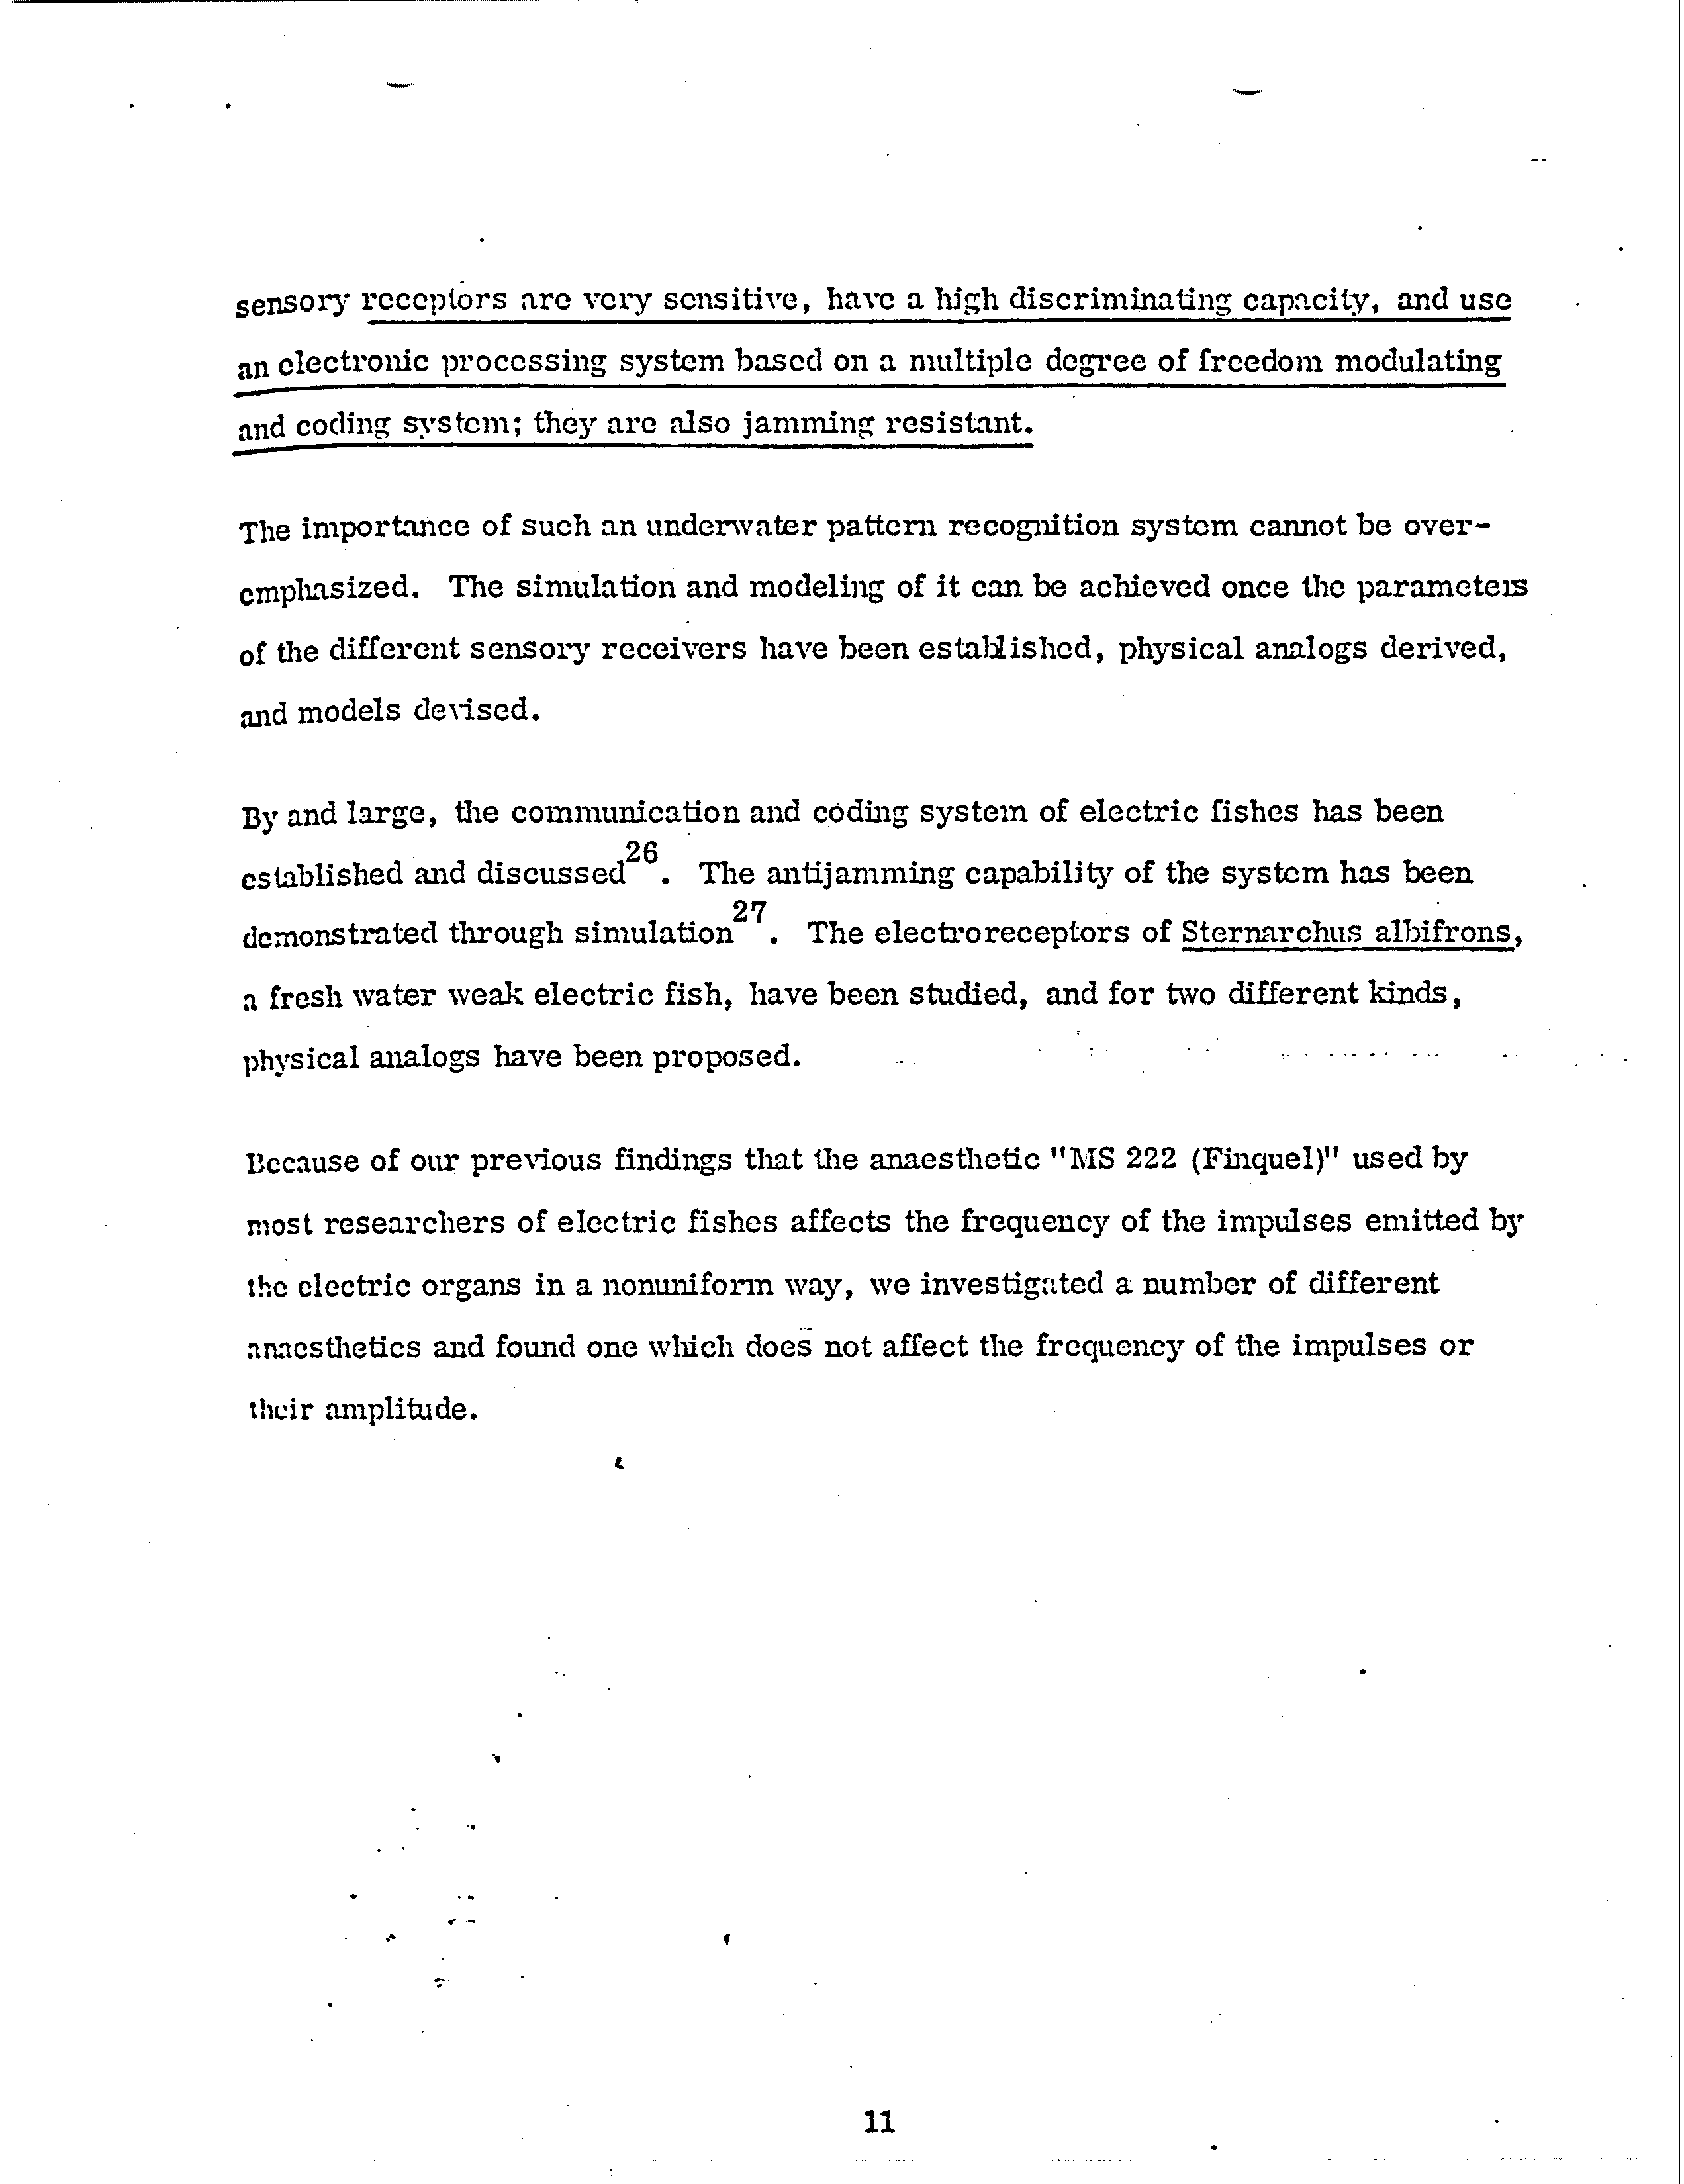 sensory receptors are very sensitive, have a high discriminating capacity, and use
an electronic processing system based on a multiple degree of freedom modulating
and coding system; they are also jamming resistant.
The importance of such an underwater pattern recognition system cannot be over-
emphasized. The simulation and modeling of it can be achieved once the parameters
of the different sensory receivers have been established, physical analogs derived,
and models devised.
By and large, the communication and coding system of electric fishes has been
established and discussed26. The antijamming capability of the system has been
demonstrated through simulation27. The electroreceptors of Sternarchus albifrons,
a fresh water weak electric fish, have been studied, and for two different kinds,
physical analogs have been proposed.
Because of our previous findings that the anaesthetic "MS 222 (Finquel)" used by
most researchers of electric fishes affects the frequency of the impulses emitted by
the electric organs in a nonuniform way, we investigated a number of different
anaesthetics and found one which does not affect the frequency of the impulses or
their amplitude.
11